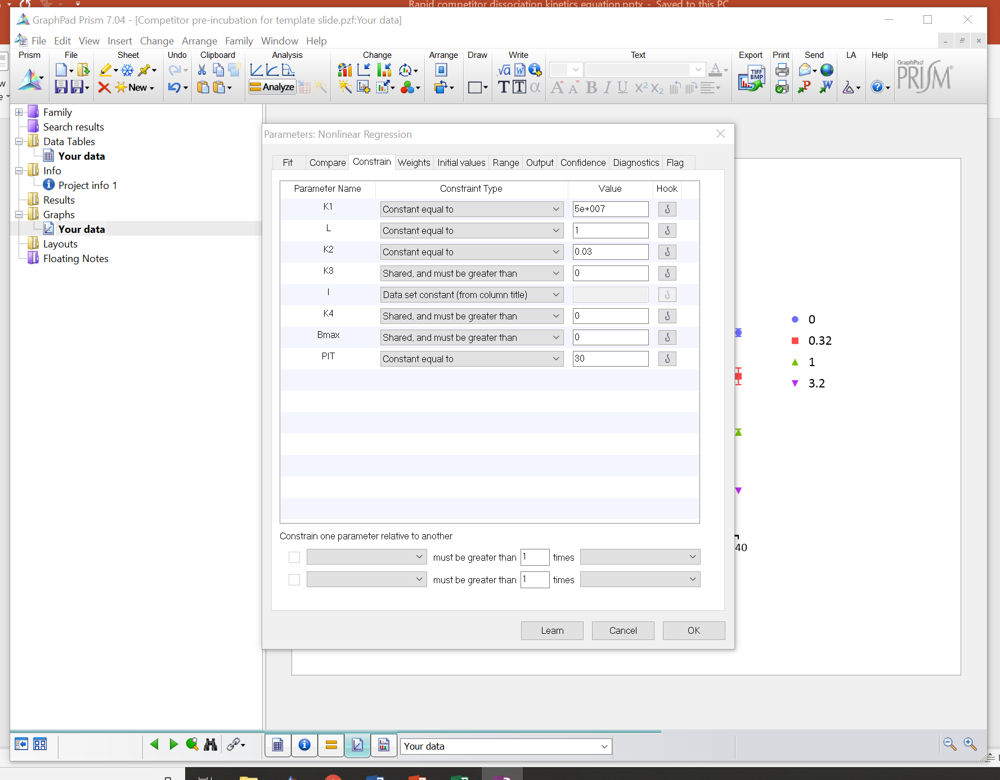 Rapid competitor dissociation kinetics equation.pptx - Saved to this PC
GraphPad Prism 7.04 - [Competitor pre-incubation for template slide.pzf:Your data]
File Edit View Insert Change Arrange Family Window Help
Prism File Sheet Undo Clipboard Analysis Change Arrange Draw Write Text Export Print Send LA Help
New
Analyze
TIFF
BMP
GraphPad
PRISM®
Family
Search results
Data Tables
Your data
Info
Project info 1
Results
Graphs
Your data
Layouts
Floating Notes
Parameters: Nonlinear Regression
Fit Compare Constrain Weights Initial values Range Output Confidence Diagnostics Flag
Parameter Name Constraint Type Value Hook
K1 Constant equal to 5e+007
L Constant equal to 1
K2 Constant equal to 0.03
K3 Shared, and must be greater than 0
I Data set constant (from column title)
K4 Shared, and must be greater than 0
Bmax Shared, and must be greater than 0
PIT Constant equal to 30
Constrain one parameter relative to another
must be greater than 1 times
must be greater than 1 times
Learn Cancel OK
0
0.32
1
3.2
40
Your data